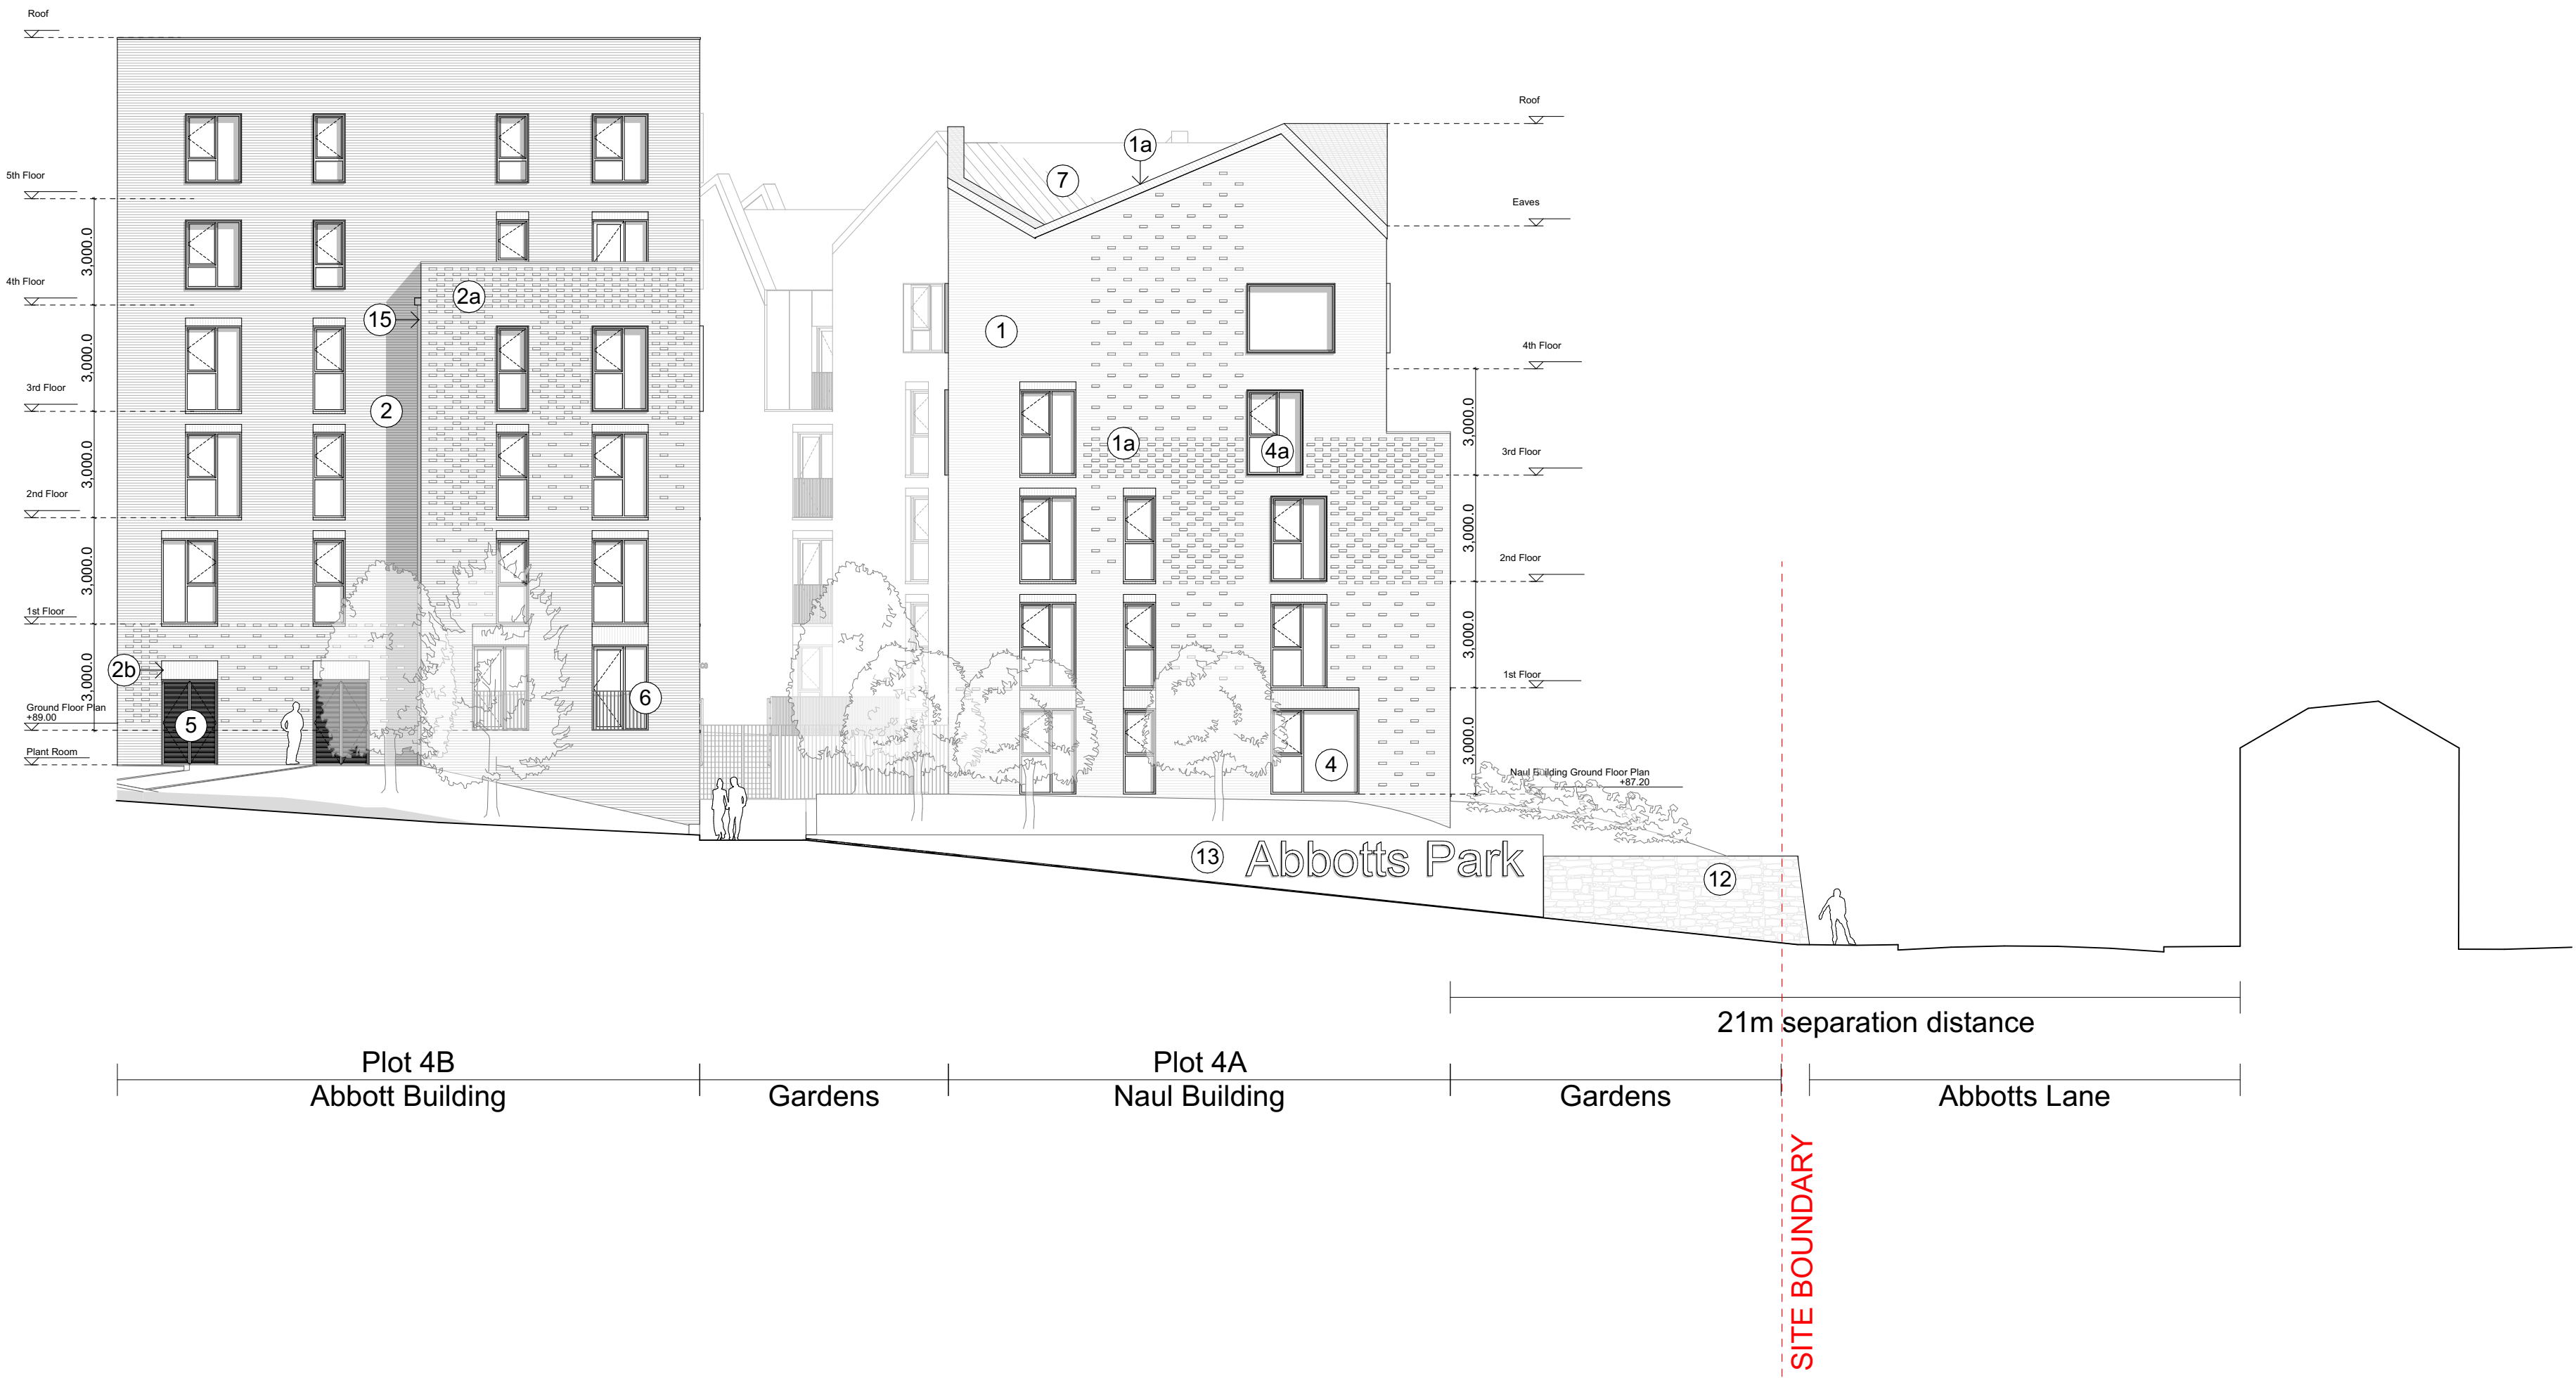 Roof
5th Floor
3,000.0
4th Floor
3,000.0
3rd Floor
3,000.0
2nd Floor
3,000.0
1st Floor
3,000.0
Ground Floor Plan
+89.00
Plant Room
2a
15
2
2b
5
6
1a
7
1
1a
4a
4
13
Abbotts Park
12
Roof
Eaves
4th Floor
3,000.0
3rd Floor
3,000.0
2nd Floor
3,000.0
1st Floor
3,000.0
Naul Building Ground Floor Plan
+87.20
21m separation distance
Plot 4B
Abbott Building
Gardens
Plot 4A
Naul Building
Gardens
Abbotts Lane
SITE BOUNDARY